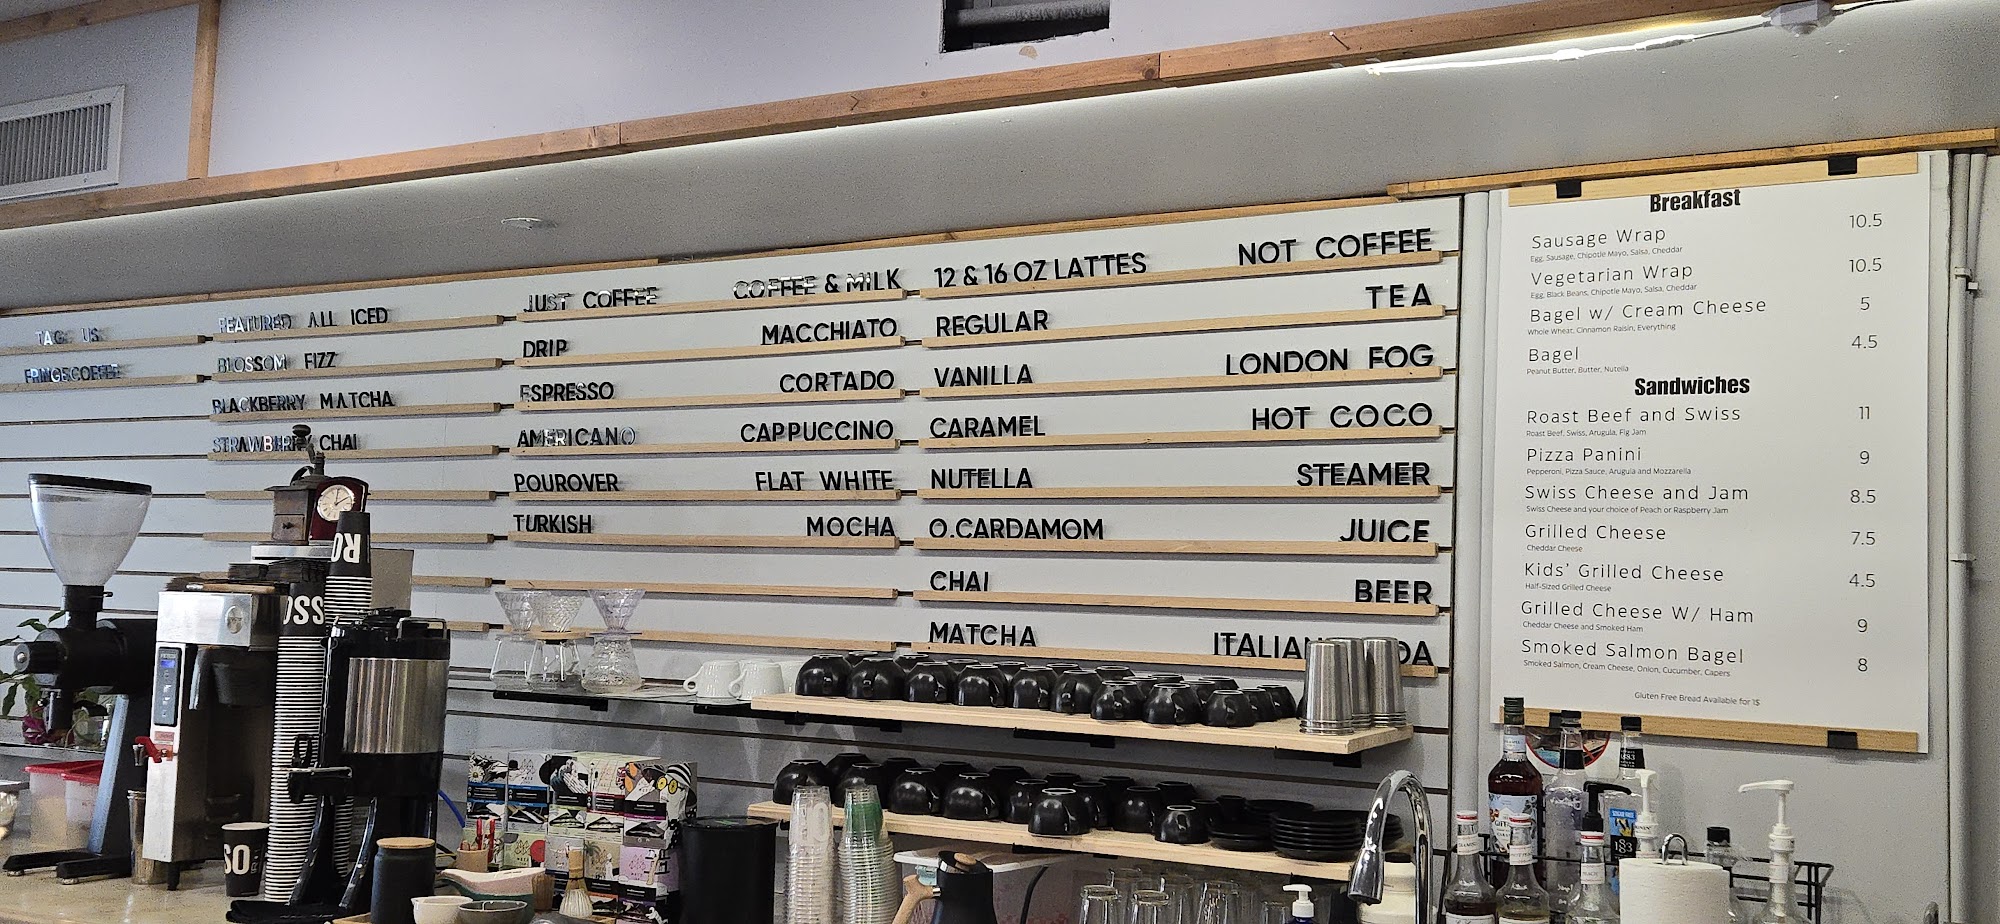 TAG US
FRINGECOFFEE
FEATURED ALL ICED
BLOSSOM FIZZ
BLACKBERRY MATCHA
STRAWBERRY CHAI
JUST COFFEE
DRIP
ESPRESSO
AMERICANO
POUROVER
TURKISH
COFFEE & MILK
MACCHIATO
CORTADO
CAPPUCCINO
FLAT WHITE
MOCHA
12 & 16 OZ LATTES
REGULAR
VANILLA
CARAMEL
NUTELLA
O.CARDAMOM
CHAI
MATCHA
NOT COFFEE
TEA
LONDON FOG
HOT COCO
STEAMER
JUICE
BEER
ITALIAN
Breakfast
Sausage Wrap 10.5
Egg, Sausage, Chipotle Mayo, Salsa, Cheddar
Vegetarian Wrap 10.5
Egg, Black Beans, Chipotle Mayo, Salsa, Cheddar
Bagel w/ Cream Cheese 5
Whole Wheat, Cinnamon Raisin, Everything
Bagel 4.5
Peanut Butter, Butter, Nutella
Sandwiches
Roast Beef and Swiss 11
Roast Beef, Swiss, Arugula, Fig Jam
Pizza Panini 9
Pepperoni, Pizza Sauce, Arugula and Mozzarella
Swiss Cheese and Jam 8.5
Swiss Cheese and your choice of Peach or Raspberry Jam
Grilled Cheese 7.5
Cheddar Cheese
Kids' Grilled Cheese 4.5
Half-Sized Grilled Cheese
Grilled Cheese W/ Ham 9
Cheddar Cheese and Smoked Ham
Smoked Salmon Bagel 8
Smoked Salmon, Cream Cheese, Onion, Cucumber, Capers
Gluten Free Bread Available for 1$
RO
OSS
SO
1883
1883